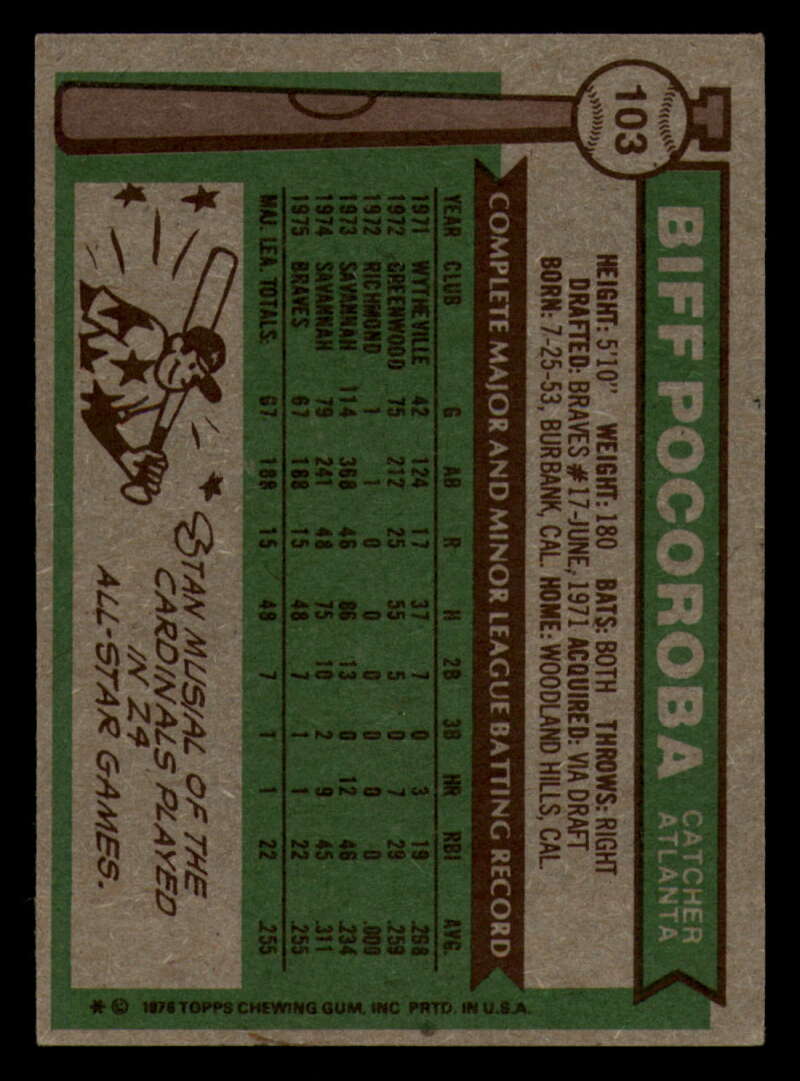 103
BIFF POCOROBA
CATCHER
ATLANTA
HEIGHT: 5'10" WEIGHT: 180 BATS: BOTH THROWS: RIGHT
DRAFTED: BRAVES #17-JUNE, 1971 ACQUIRED: VIA DRAFT
BORN: 7-25-53, BURBANK, CAL. HOME: WOODLAND HILLS, CAL.
COMPLETE MAJOR AND MINOR LEAGUE BATTING RECORD
YEAR CLUB G AB R H 2B 3B HR RBI AVG.
1971 WYTHEVILLE 42 124 17 37 7 0 3 19 .298
1972 GREENWOOD 75 212 25 55 5 0 7 29 .259
1972 RICHMOND 1 1 0 0 0 0 0 0 .000
1973 SAVANNAH 114 368 46 86 13 0 12 46 .234
1974 SAVANNAH 79 241 48 75 10 2 9 45 .311
1975 BRAVES 67 188 15 48 7 1 1 22 .255
MAJ. LEA. TOTALS: 67 188 15 48 7 1 1 22 .255
STAN MUSIAL OF THE
CARDINALS PLAYED
IN 24
ALL-STAR GAMES.
* © 1976 TOPPS CHEWING GUM, INC PRTD. IN U.S.A.